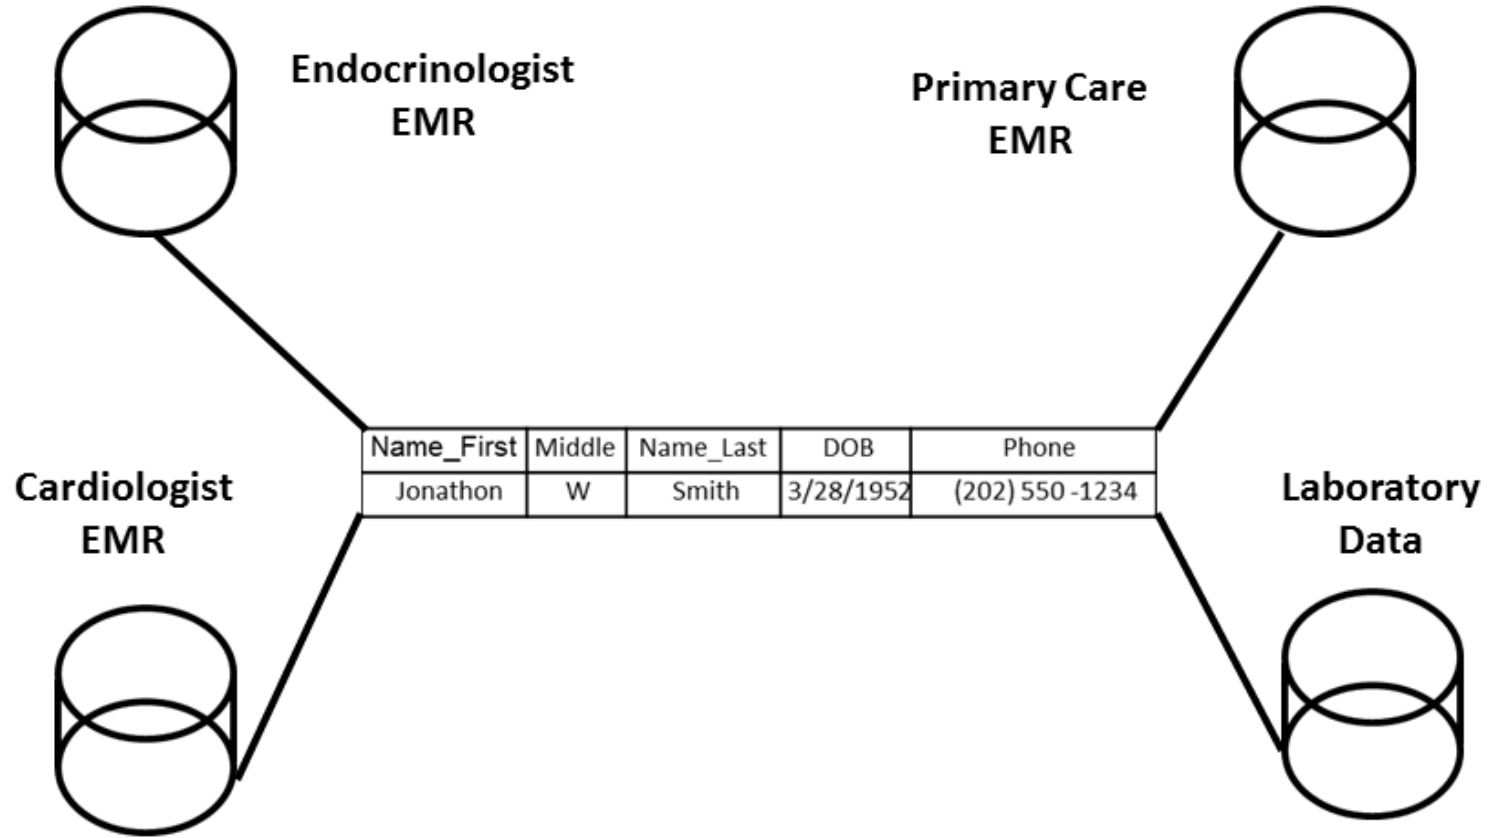 Endocrinologist
EMR
Primary Care
EMR
Name_First Middle Name_Last DOB Phone
Jonathon W Smith 3/28/1952 (202) 550 -1234
Cardiologist
EMR
Laboratory
Data